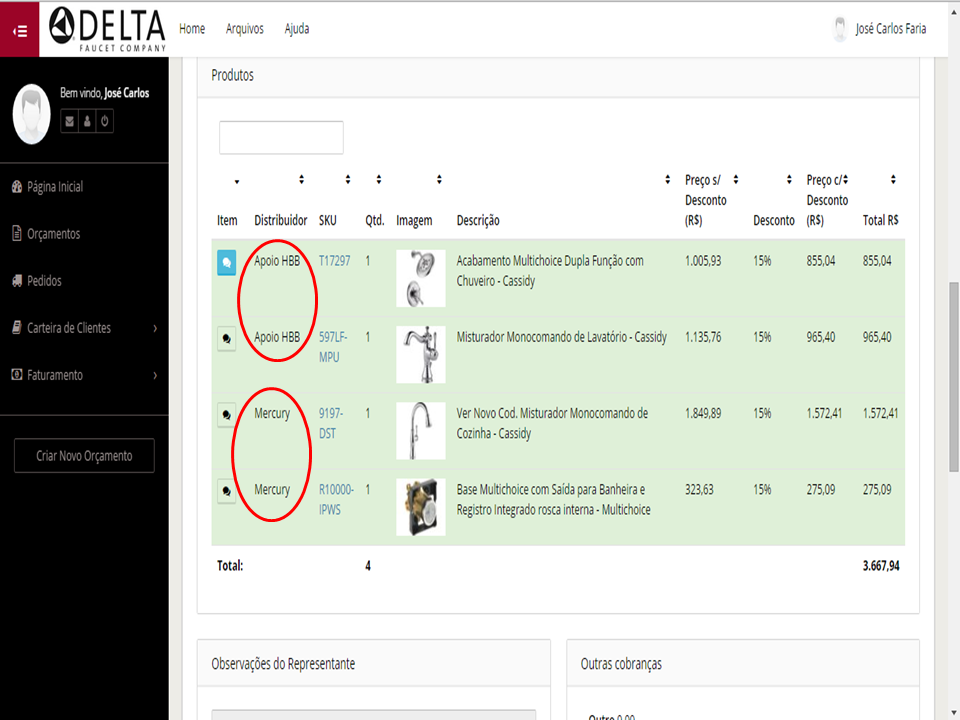 DELTA
FAUCET COMPANY
Home Arquivos Ajuda
José Carlos Faria
Bem vindo, José Carlos
Página Inicial
Orçamentos
Pedidos
Carteira de Clientes
Faturamento
Criar Novo Orçamento
Produtos
Item Distribuidor SKU Qtd. Imagem Descrição Preço s/ Desconto (R$) Desconto Preço c/ Desconto (R$) Total R$
Apoio HBB T17297 1 Acabamento Multichoice Dupla Função com 1.005,93 15% 855,04 855,04
Chuveiro - Cassidy
Apoio HBB 597LF- 1 Misturador Monocomando de Lavatório - Cassidy 1.135,76 15% 965,40 965,40
MPU
Mercury 9197- 1 Ver Novo Cod. Misturador Monocomando de 1.849,89 15% 1.572,41 1.572,41
DST Cozinha - Cassidy
Mercury R10000- 1 Base Multichoice com Saída para Banheira e 323,63 15% 275,09 275,09
IPWS Registro Integrado rosca interna - Multichoice
Total: 4 3.667,94
Observações do Representante
Outras cobranças
Outro 0,00